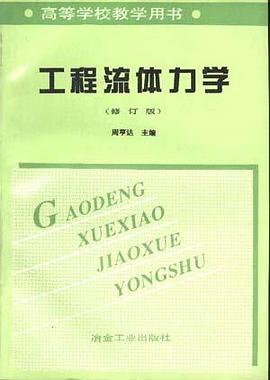 • 高等学校教学用书 •
工程流体力学
(修订版)
周亨达 主编
GAODENG
XUEXIAO
JIAOXUE
YONGSHU
冶金工业出版社